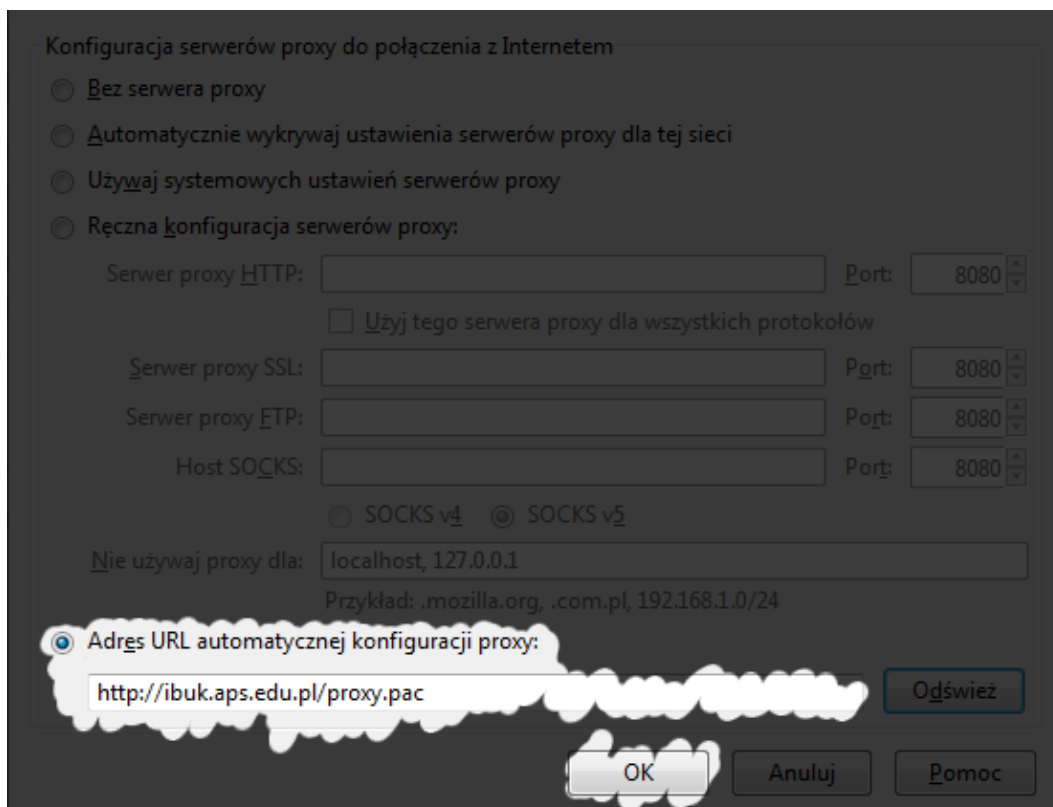 Konfiguracja serwerów proxy do połączenia z Internetem
Bez serwera proxy
Automatycznie wykrywaj ustawienia serwerów proxy dla tej sieci
Używaj systemowych ustawień serwerów proxy
Ręczna konfiguracja serwerów proxy:
Serwer proxy HTTP: Port: 8080
Użyj tego serwera proxy dla wszystkich protokołów
Serwer proxy SSL: Port: 8080
Serwer proxy FTP: Port: 8080
Host SOCKS: Port: 8080
SOCKS v4 SOCKS v5
Nie używaj proxy dla: localhost, 127.0.0.1
Przykład: .mozilla.org, .com.pl, 192.168.1.0/24
Adres URL automatycznej konfiguracji proxy:
http://ibuk.aps.edu.pl/proxy.pac Odśwież
OK Anuluj Pomoc